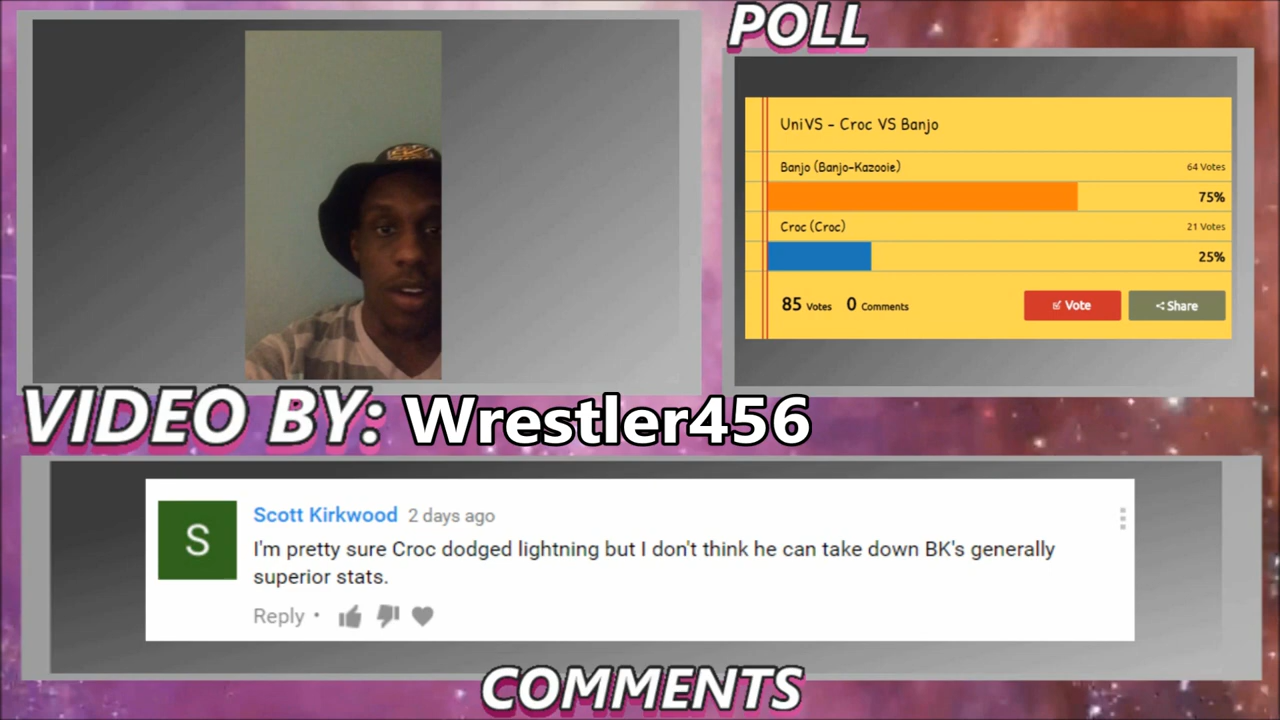 POLL
UniVS - Croc VS Banjo
Banjo (Banjo-Kazooie) 64 Votes
75%
Croc (Croc) 21 Votes
25%
85 Votes 0 Comments Vote Share
VIDEO BY: Wrestler456
S
Scott Kirkwood 2 days ago
I'm pretty sure Croc dodged lightning but I don't think he can take down BK's generally
superior stats.
Reply •
COMMENTS